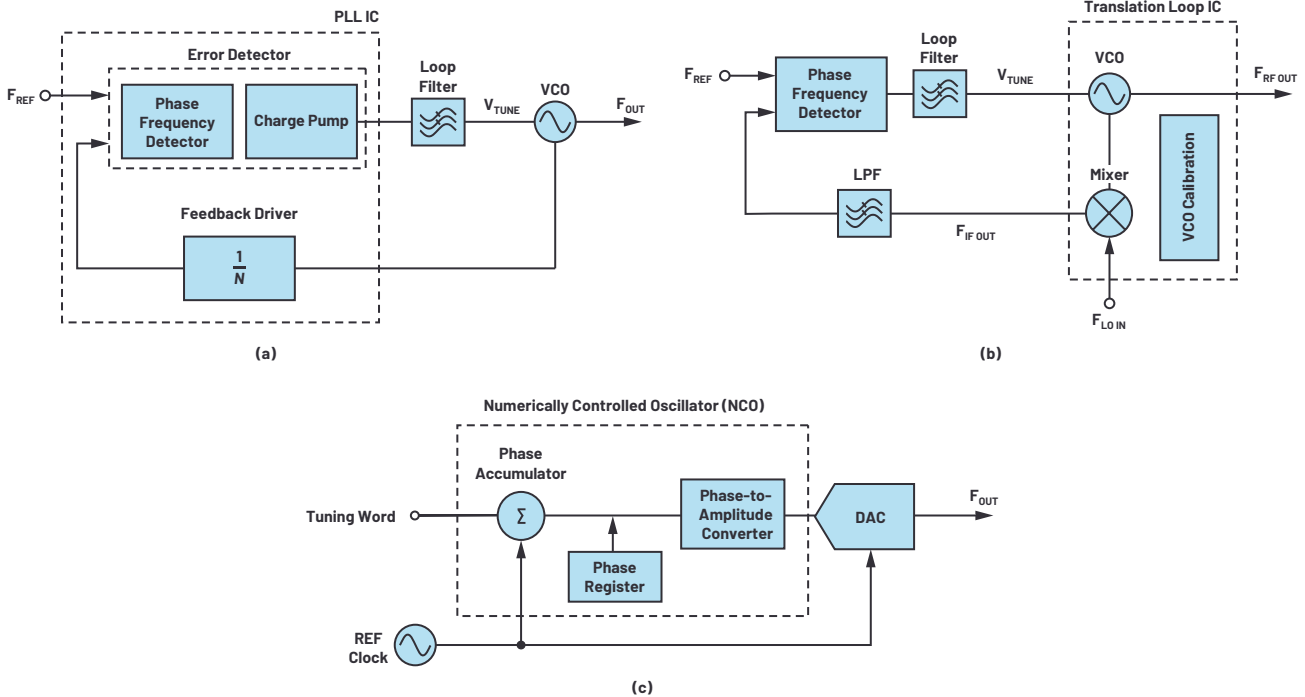 PLL IC
Error Detector
F_REF
Phase
Frequency
Detector
Charge Pump
Loop
Filter
V_TUNE
VCO
F_OUT
Feedback Driver
1
N
(a)
Translation Loop IC
F_REF
Phase
Frequency
Detector
Loop
Filter
V_TUNE
VCO
F_RF OUT
LPF
F_IF OUT
Mixer
VCO Calibration
F_LO IN
(b)
Numerically Controlled Oscillator (NCO)
Phase
Accumulator
Tuning Word
Σ
Phase
Register
Phase-to-
Amplitude
Converter
DAC
F_OUT
REF
Clock
(c)